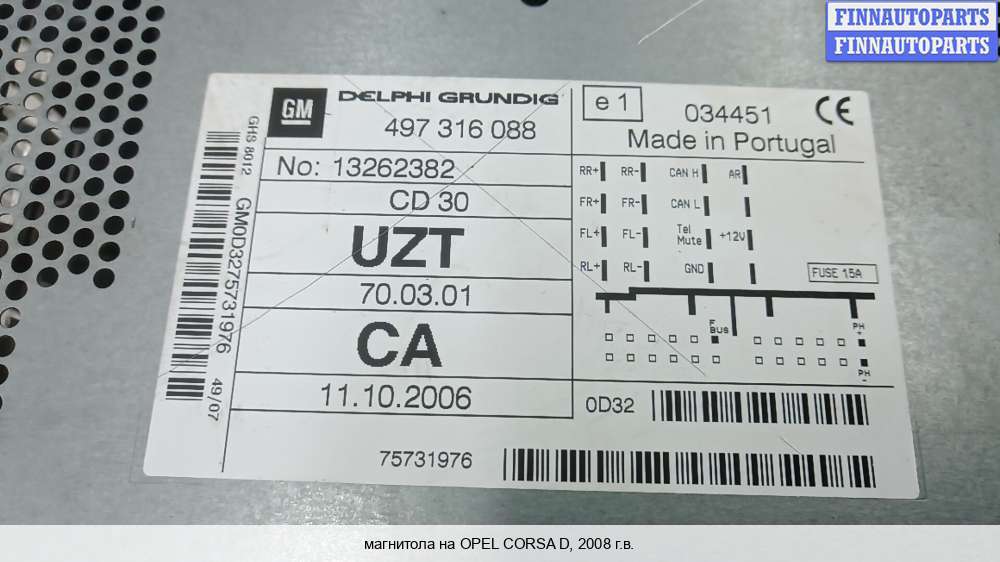 FINNAUTOPARTS
FINNAUTOPARTS
GM DELPHI GRUNDIG
497 316 088
No: 13262382
CD 30
UZT
70.03.01
CA
11.10.2006
GHS 8012
GM0D3275731976 49/07
e 1 034451 CE
Made in Portugal
RR+ RR- CAN H AR
FR+ FR- CAN L
FL+ FL- Tel Mute +12V
RL+ RL- GND
FUSE 15A
F BUS
PH +
PH -
0D32
75731976
магнитола на OPEL CORSA D, 2008 г.в.